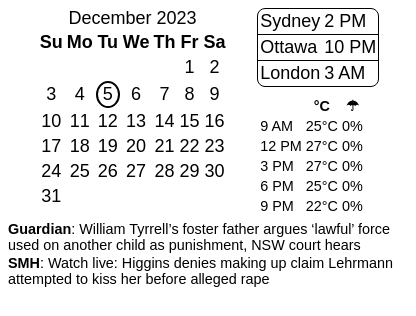 December 2023
Su Mo Tu We Th Fr Sa
1 2
3 4 5 6 7 8 9
10 11 12 13 14 15 16
17 18 19 20 21 22 23
24 25 26 27 28 29 30
31
Sydney 2 PM
Ottawa 10 PM
London 3 AM
°C ☂
9 AM 25°C 0%
12 PM 27°C 0%
3 PM 27°C 0%
6 PM 25°C 0%
9 PM 22°C 0%
Guardian: William Tyrrell’s foster father argues ‘lawful’ force
used on another child as punishment, NSW court hears
SMH: Watch live: Higgins denies making up claim Lehrmann
attempted to kiss her before alleged rape